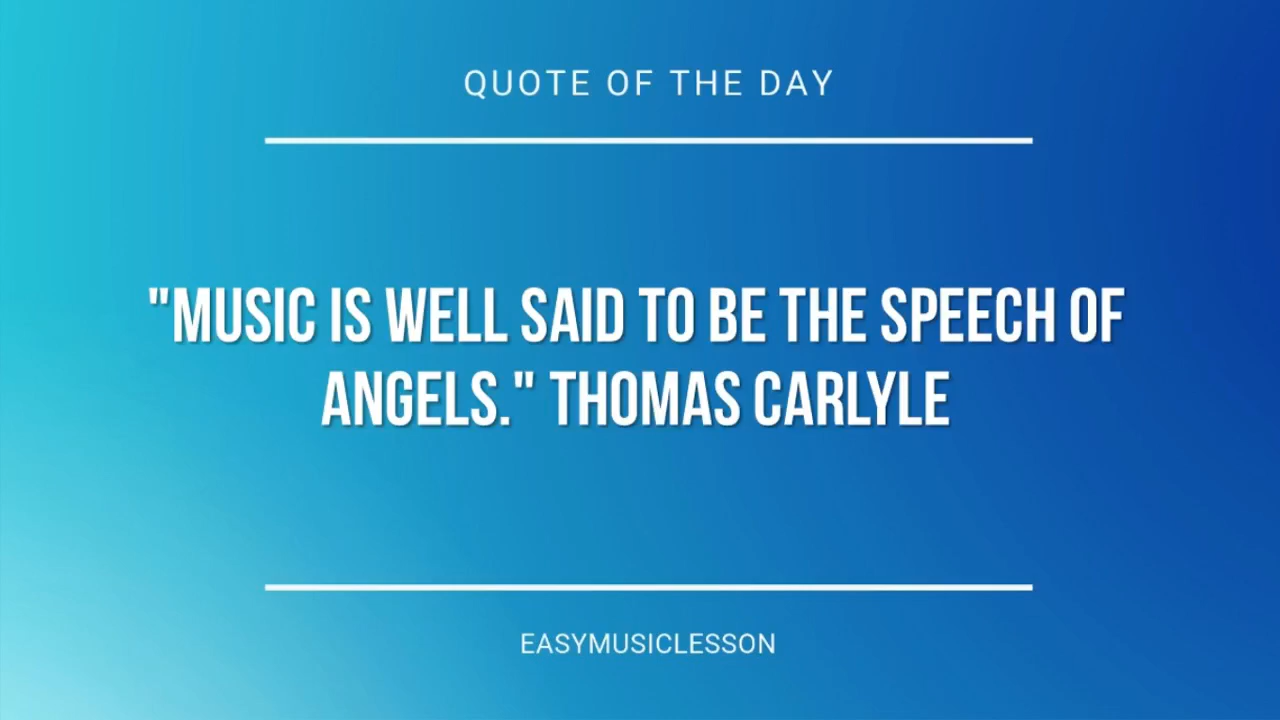 QUOTE OF THE DAY
"MUSIC IS WELL SAID TO BE THE SPEECH OF
ANGELS." THOMAS CARLYLE
EASYMUSICLESSON